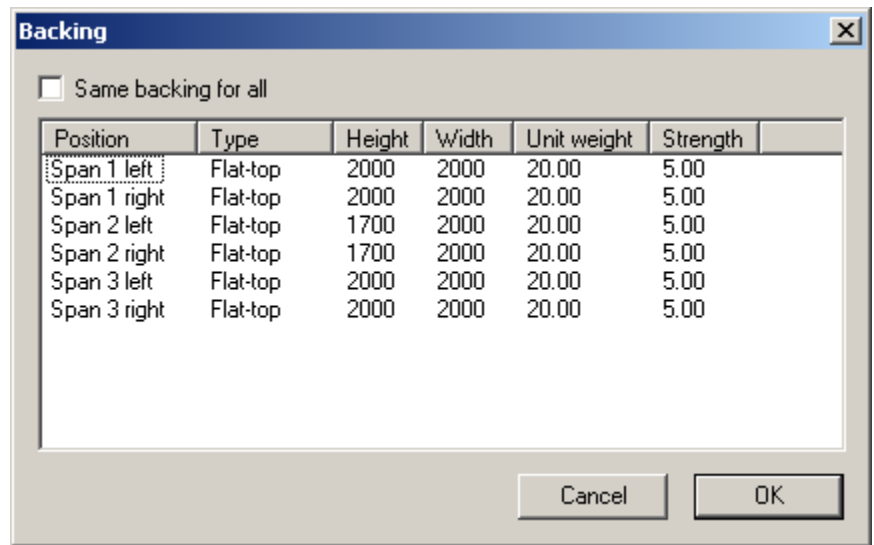 Backing
Same backing for all
Position Type Height Width Unit weight Strength
Span 1 left Flat-top 2000 2000 20.00 5.00
Span 1 right Flat-top 2000 2000 20.00 5.00
Span 2 left Flat-top 1700 2000 20.00 5.00
Span 2 right Flat-top 1700 2000 20.00 5.00
Span 3 left Flat-top 2000 2000 20.00 5.00
Span 3 right Flat-top 2000 2000 20.00 5.00
Cancel OK